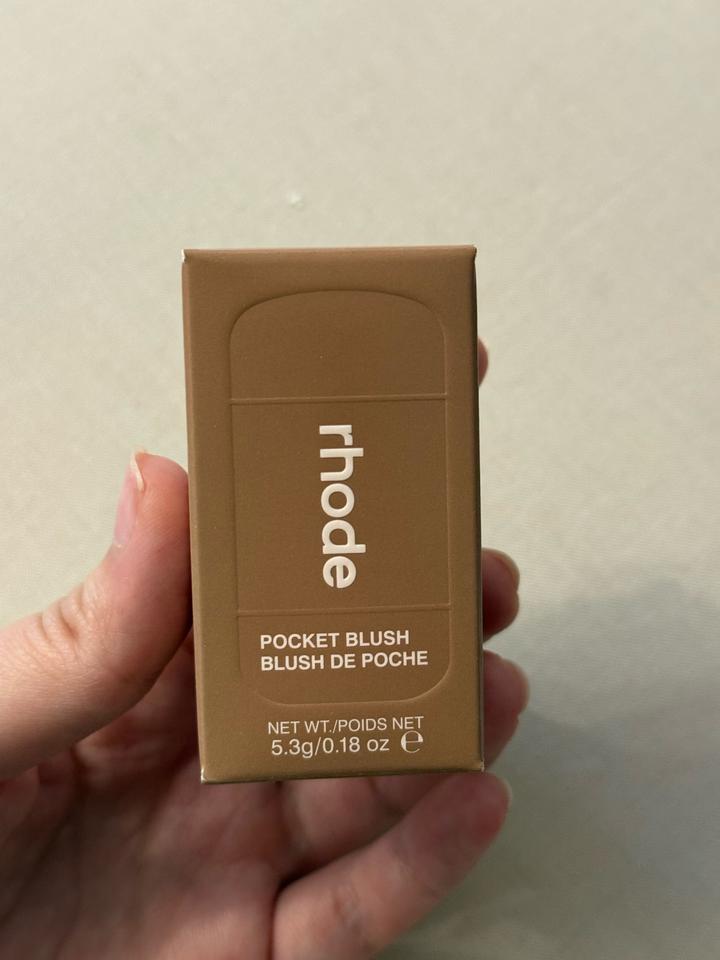 rhode
POCKET BLUSH
BLUSH DE POCHE
NET WT./POIDS NET
5.3g/0.18 oz ℮